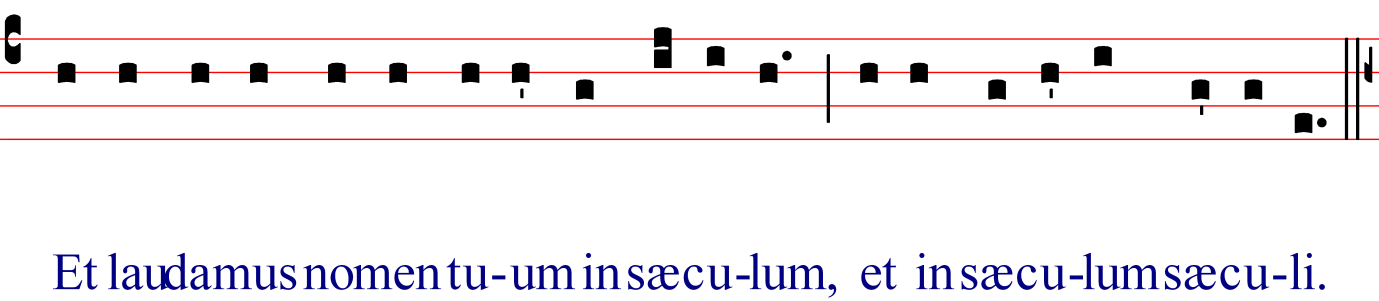 Et laudamus nomen tu-um in sæcu-lum, et in sæcu-lum sæcu-li.